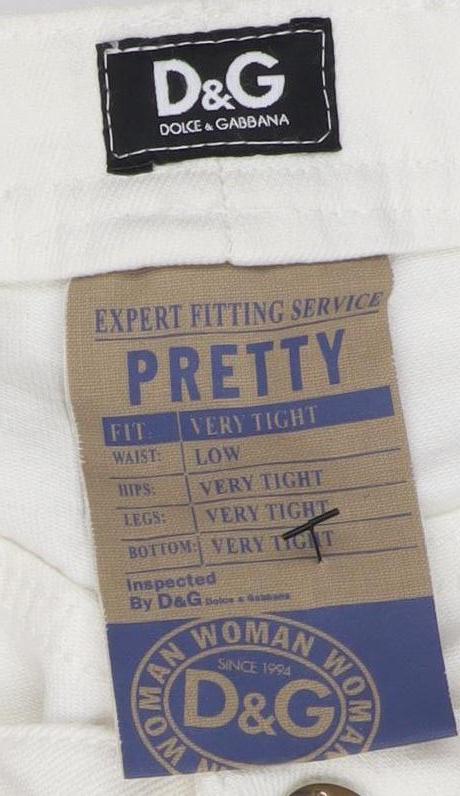 D&G
DOLCE & GABBANA
EXPERT FITTING SERVICE
PRETTY
FIT: VERY TIGHT
WAIST: LOW
HIPS: VERY TIGHT
LEGS: VERY TIGHT
BOTTOM: VERY TIGHT
Inspected
By D&G Dolce & Gabbana
WOMAN WOMAN WOMAN
SINCE 1994
D&G